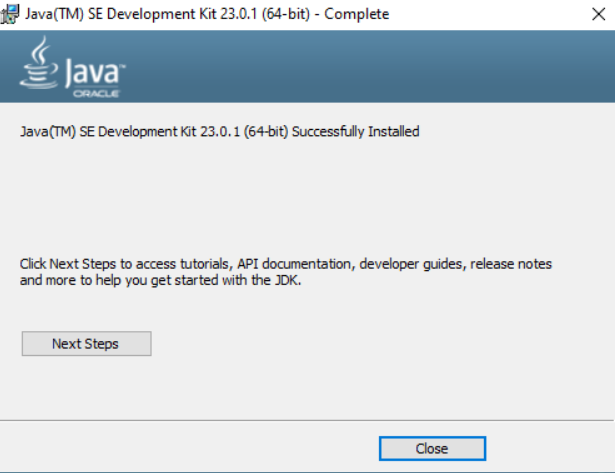 Java(TM) SE Development Kit 23.0.1 (64-bit) - Complete
Java™
ORACLE
Java(TM) SE Development Kit 23.0.1 (64-bit) Successfully Installed
Click Next Steps to access tutorials, API documentation, developer guides, release notes
and more to help you get started with the JDK.
Next Steps
Close